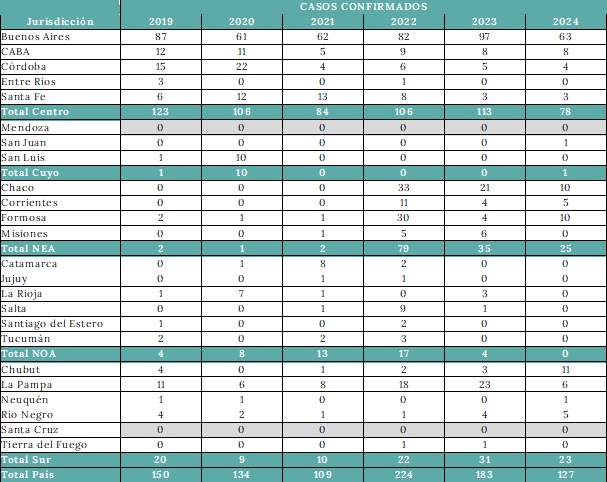 CASOS CONFIRMADOS
Jurisdicción 2019 2020 2021 2022 2023 2024
Buenos Aires 87 61 62 82 97 63
CABA 12 11 5 9 8 8
Córdoba 15 22 4 6 5 4
Entre Ríos 3 0 0 1 0 0
Santa Fe 6 12 13 8 3 3
Total Centro 123 106 84 106 113 78
Mendoza 0 0 0 0 0 0
San Juan 0 0 0 0 0 1
San Luis 1 10 0 0 0 0
Total Cuyo 1 10 0 0 0 1
Chaco 0 0 0 33 21 10
Corrientes 0 0 0 11 4 5
Formosa 2 1 1 30 4 10
Misiones 0 0 1 5 6 0
Total NEA 2 1 2 79 35 25
Catamarca 0 1 8 2 0 0
Jujuy 0 0 1 1 0 0
La Rioja 1 7 1 0 3 0
Salta 0 0 1 9 1 0
Santiago del Estero 1 0 0 2 0 0
Tucumán 2 0 2 3 0 0
Total NOA 4 8 13 17 4 0
Chubut 4 0 1 2 3 11
La Pampa 11 6 8 18 23 6
Neuquén 1 1 0 0 0 1
Río Negro 4 2 1 1 4 5
Santa Cruz 0 0 0 0 0 0
Tierra del Fuego 0 0 0 1 1 0
Total Sur 20 9 10 22 31 23
Total País 150 134 109 224 183 127